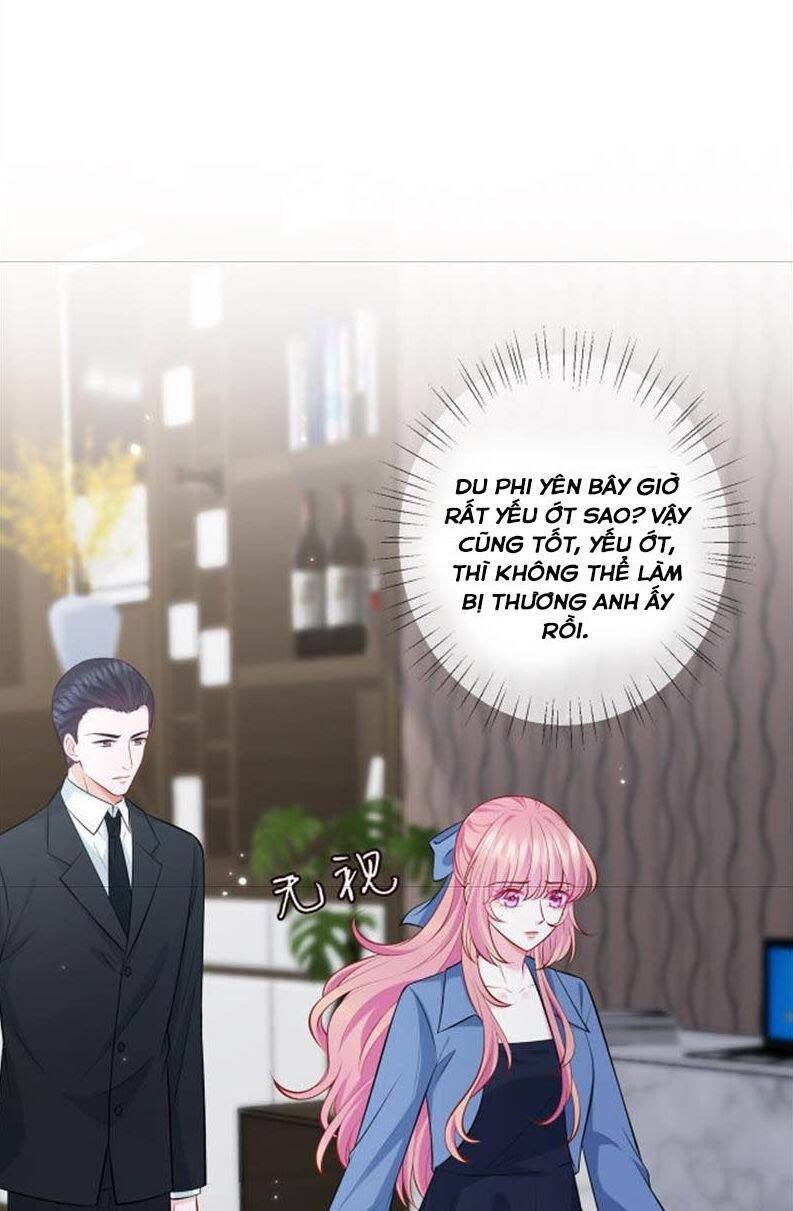 DU PHI YÊN BÂY GIỜ
RẤT YẾU ỚT SAO? VẬY
CŨNG TỐT, YẾU ỚT,
THÌ KHÔNG THỂ LÀM
BỊ THƯƠNG ANH ẤY
RỒI.
无视